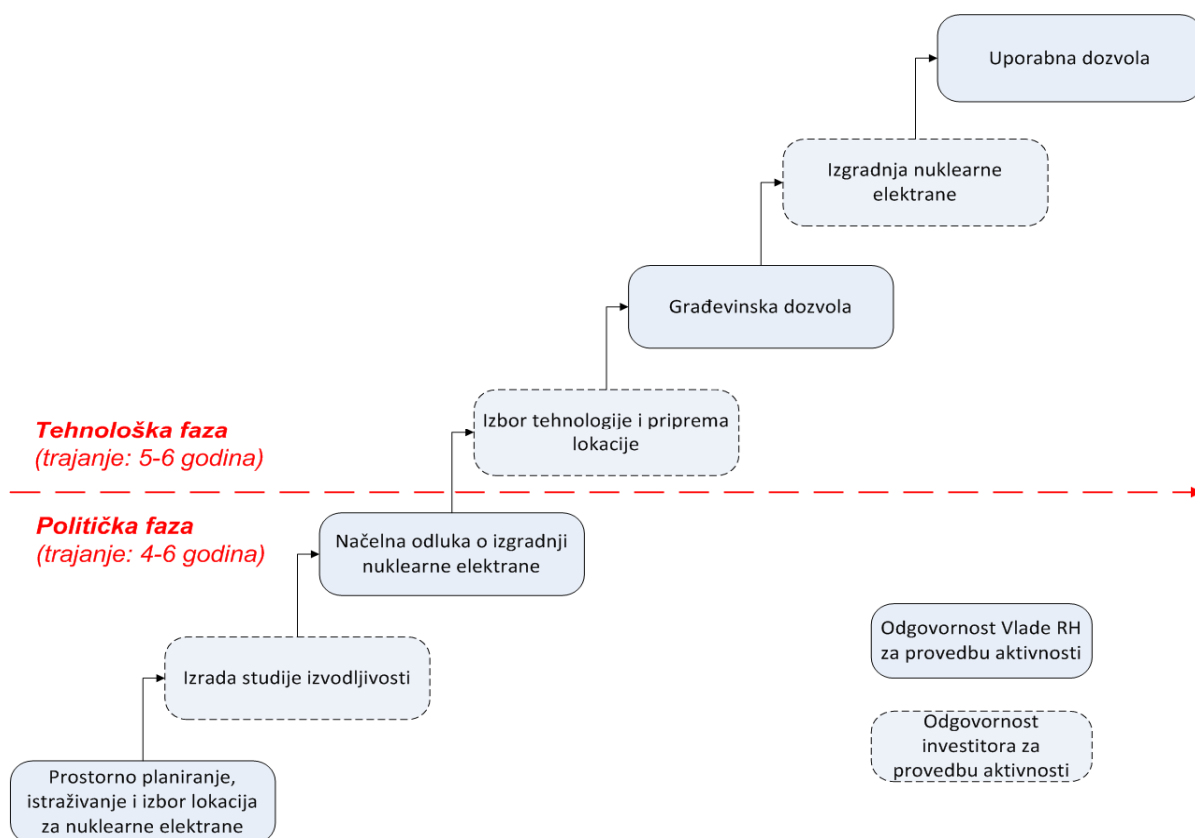 Uporabna dozvola
Izgradnja nuklearne
elektrane
Građevinska dozvola
Izbor tehnologije i priprema
lokacije
Tehnološka faza
(trajanje: 5-6 godina)
Politička faza
(trajanje: 4-6 godina)
Načelna odluka o izgradnji
nuklearne elektrane
Izrada studije izvodljivosti
Prostorno planiranje,
istraživanje i izbor lokacija
za nuklearne elektrane
Odgovornost Vlade RH
za provedbu aktivnosti
Odgovornost
investitora za
provedbu aktivnosti